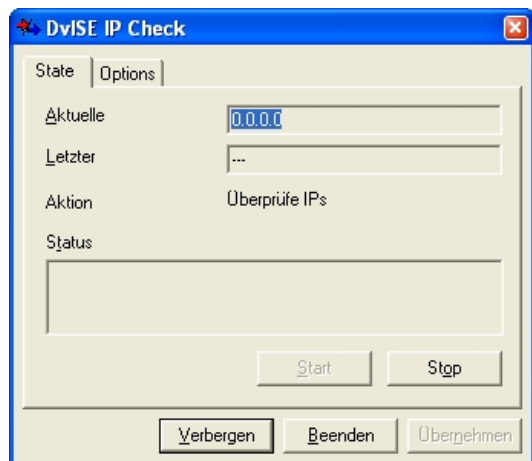 DvISE IP Check
State Options
Aktuelle 0.0.0.0
Letzter ---
Aktion Überprüfe IPs
Status
Start Stop
Verbergen Beenden Übernehmen